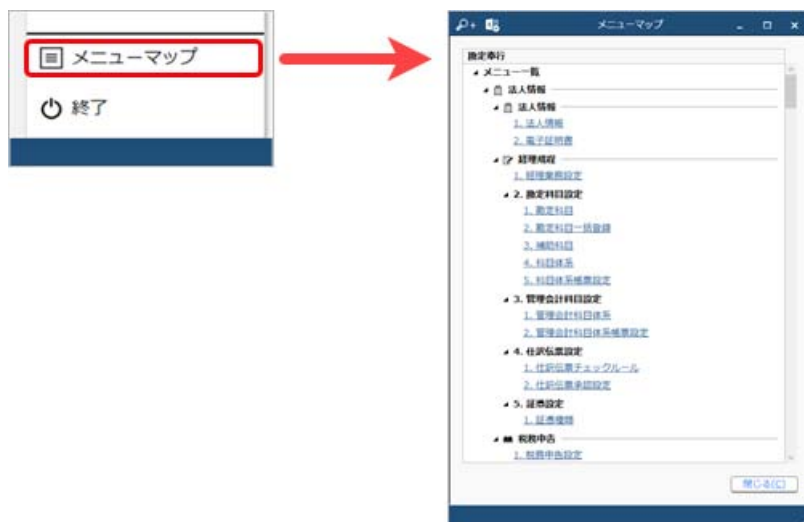 メニューマップ
終了
メニューマップ
勘定奉行
メニュー一覧
法人情報
法人情報
1. 法人情報
2. 電子証明書
経理規程
1. 経理業務設定
2. 勘定科目設定
1. 勘定科目
2. 勘定科目一括登録
3. 補助科目
4. 科目体系
5. 科目体系帳票設定
3. 管理会計科目設定
1. 管理会計科目体系
2. 管理会計科目体系帳票設定
4. 仕訳伝票設定
1. 仕訳伝票チェックルール
2. 仕訳伝票承認設定
5. 証憑設定
1. 証憑種類
税務申告
1. 税務申告設定
閉じる(C)